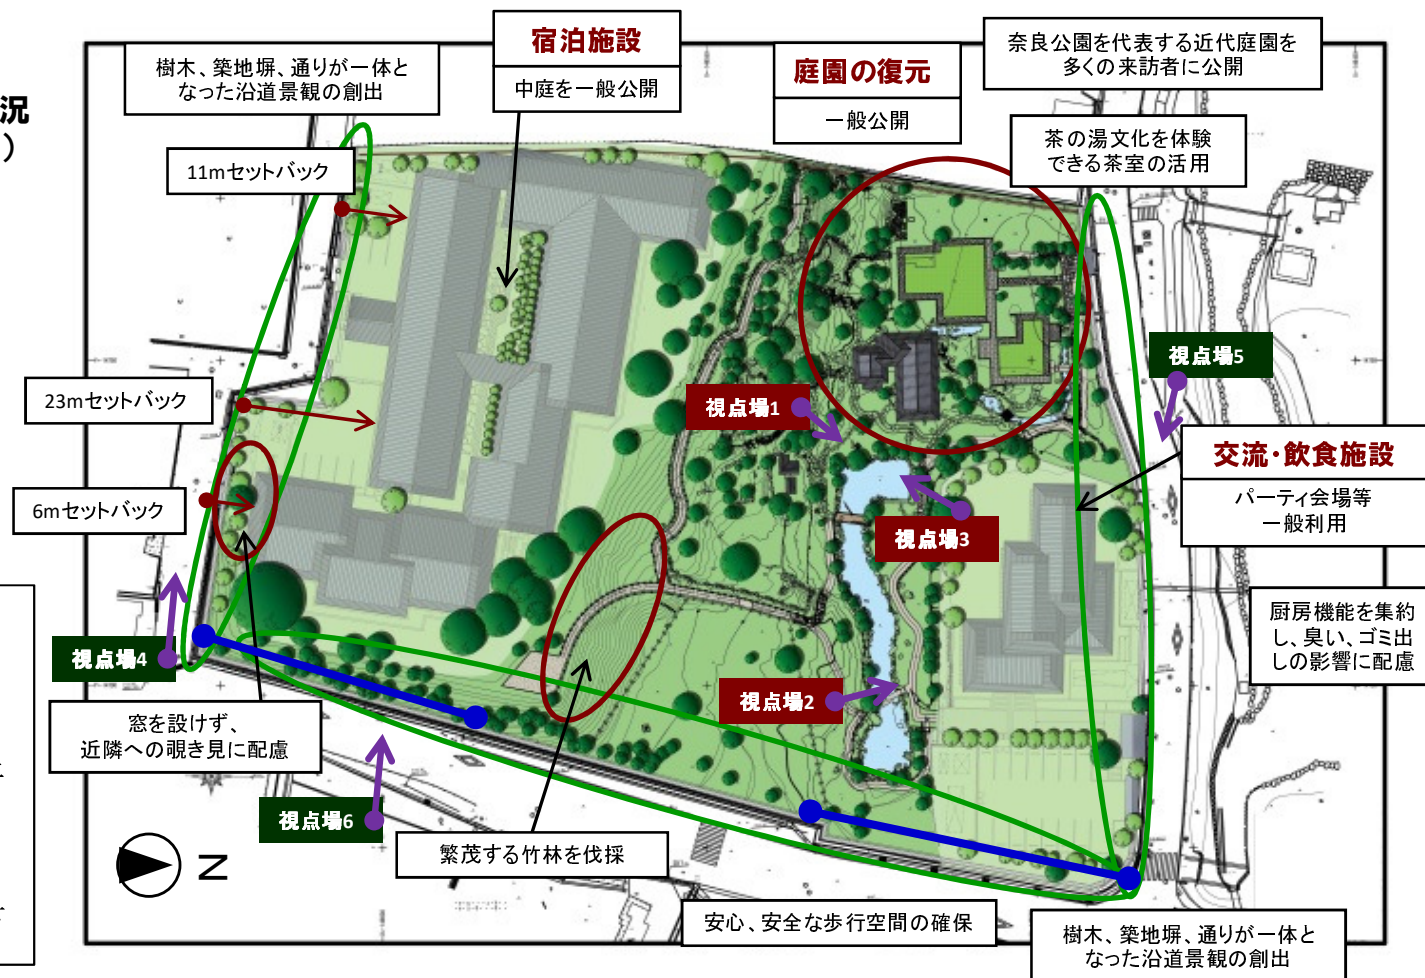 況
）
樹木、築地塀、通りが一体と
なった沿道景観の創出
宿泊施設
中庭を一般公開
庭園の復元
一般公開
奈良公園を代表する近代庭園を
多くの来訪者に公開
茶の湯文化を体験
できる茶室の活用
11mセットバック
23mセットバック
6mセットバック
視点場1
視点場5
視点場3
交流・飲食施設
パーティ会場等
一般利用
厨房機能を集約
し、臭い、ゴミ出
しの影響に配慮
視点場4
視点場2
窓を設けず、
近隣への覗き見に配慮
視点場6
繁茂する竹林を伐採
N
安心、安全な歩行空間の確保
樹木、築地塀、通りが一体と
なった沿道景観の創出